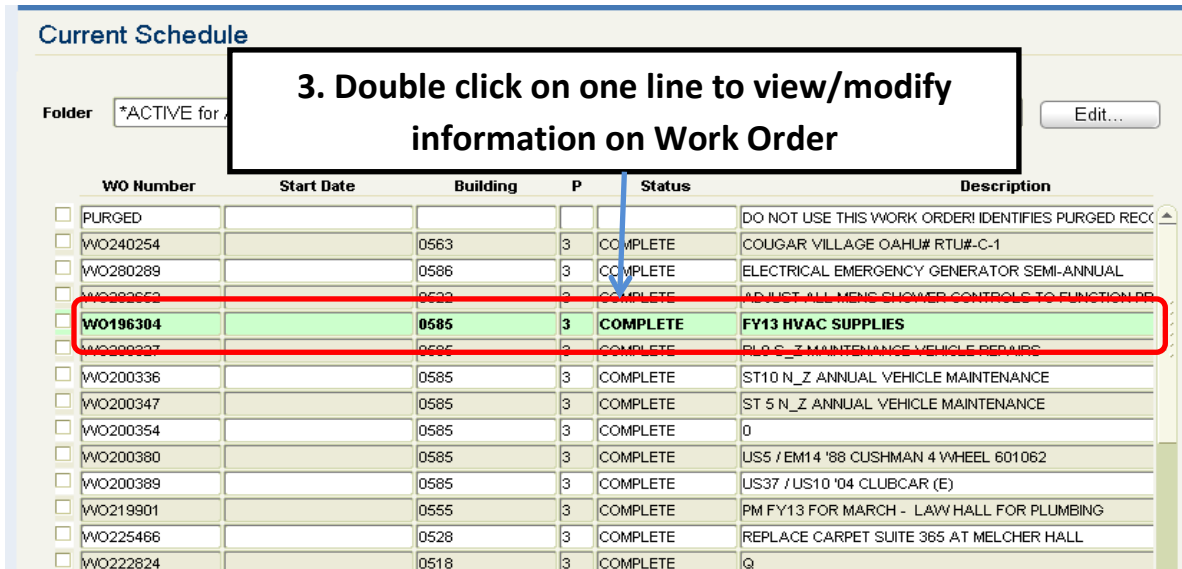 Current Schedule
3. Double click on one line to view/modify
information on Work Order
Folder *ACTIVE for Edit...
WO Number Start Date Building P Status Description
PURGED DO NOT USE THIS WORK ORDER! IDENTIFIES PURGED RECO
WO240254 0563 3 COMPLETE COUGAR VILLAGE OAHU# RTU#-C-1
WO280289 0586 3 COMPLETE ELECTRICAL EMERGENCY GENERATOR SEMI-ANNUAL
3 COMPLETE ADJUST ALL MENS SHOWER CONTROLS TO FUNCTION PR
WO196304 0585 3 COMPLETE FY13 HVAC SUPPLIES
0585 3 COMPLETE S_Z MAINTENANCE VEHICLE REPAIRS
WO200336 0585 3 COMPLETE ST10 N_Z ANNUAL VEHICLE MAINTENANCE
WO200347 0585 3 COMPLETE ST 5 N_Z ANNUAL VEHICLE MAINTENANCE
WO200354 0585 3 COMPLETE 0
WO200380 0585 3 COMPLETE US5 / EM14 '88 CUSHMAN 4 WHEEL 601062
WO200389 0585 3 COMPLETE US37 / US10 '04 CLUBCAR (E)
WO219901 0555 3 COMPLETE PM FY13 FOR MARCH - LAW HALL FOR PLUMBING
WO225466 0528 3 COMPLETE REPLACE CARPET SUITE 365 AT MELCHER HALL
WO222824 0518 3 COMPLETE Q